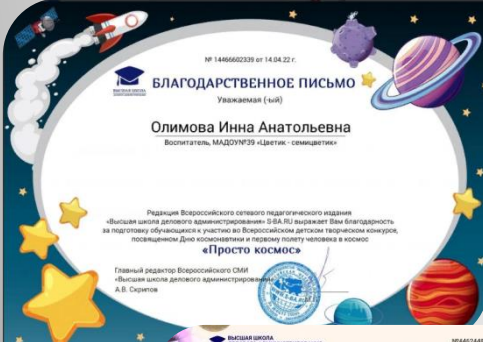 № 14466602339 от 14.04.22 г.
ВЫСШАЯ ШКОЛА
БЛАГОДАРСТВЕННОЕ ПИСЬМО
Уважаемая (-ый)
Олимова Инна Анатольевна
Воспитатель, МАДОУ№39 «Цветик - семицветик»
Редакция Всероссийского сетевого педагогического издания
«Высшая школа делового администрирования» S-BA.RU выражает Вам благодарность
за подготовку обучающихся к участию во Всероссийском детском творческом конкурсе,
посвященном Дню космонавтики и первому полету человека в космос
«Просто космос»
Главный редактор Всероссийского СМИ
«Высшая школа делового администрирования»
А.В. Скрипов
ВЫСШАЯ ШКОЛА